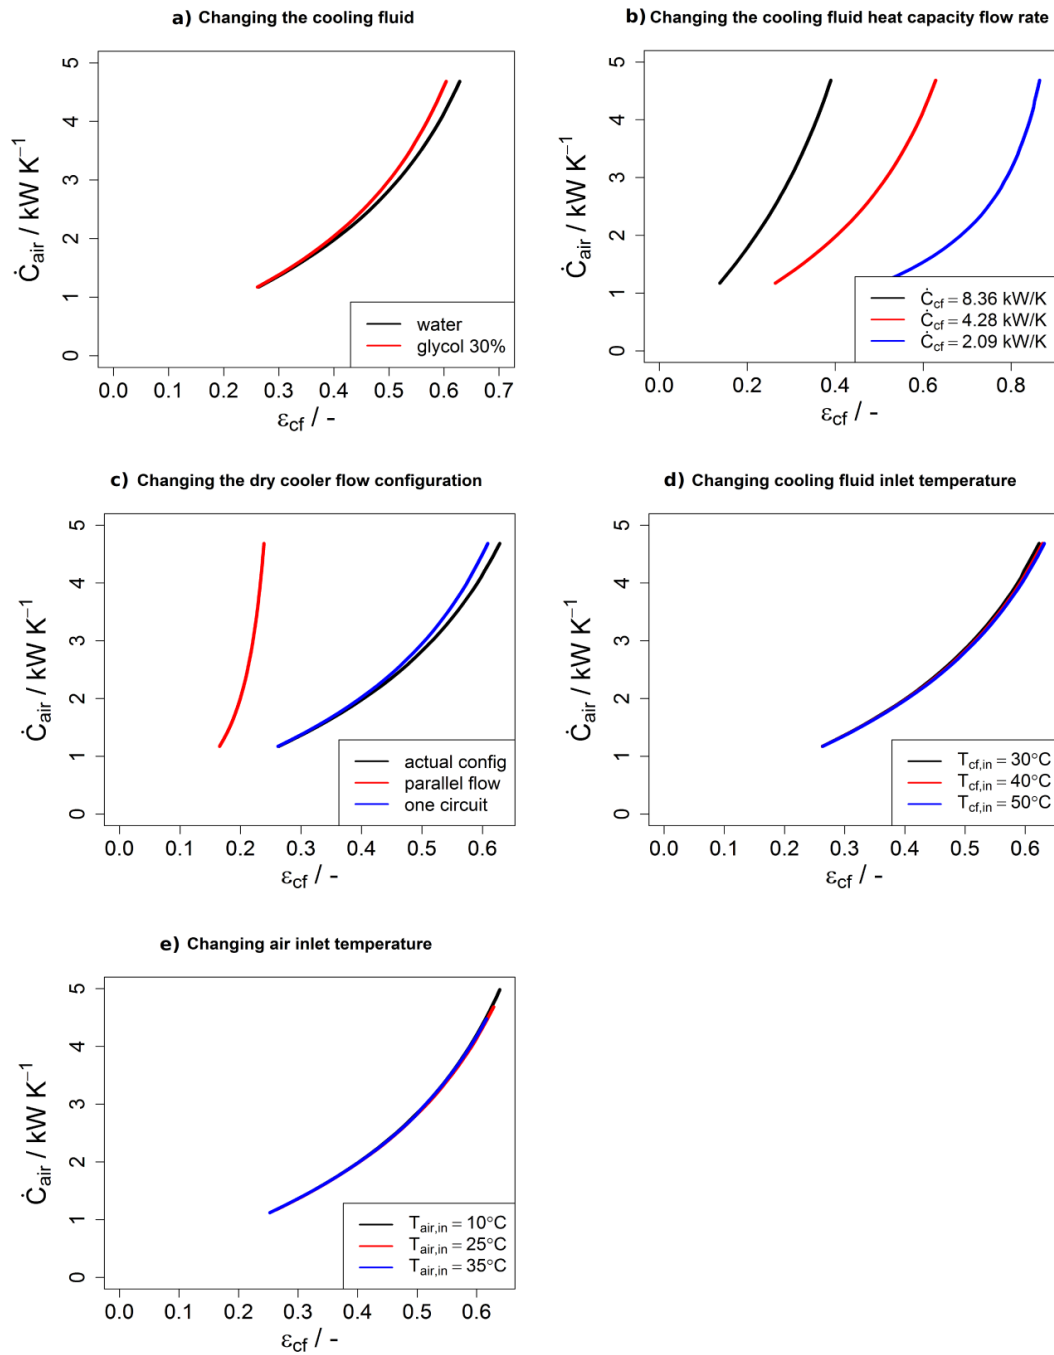 a) Changing the cooling fluid
5
4
3
2
1
0
Ċair / kW K−1
water
glycol 30%
0.0 0.1 0.2 0.3 0.4 0.5 0.6 0.7
εcf / -
b) Changing the cooling fluid heat capacity flow rate
5
4
3
2
1
0
Ċair / kW K−1
Ċcf = 8.36 kW/K
Ċcf = 4.28 kW/K
Ċcf = 2.09 kW/K
0.0 0.2 0.4 0.6 0.8
εcf / -
c) Changing the dry cooler flow configuration
5
4
3
2
1
0
Ċair / kW K−1
actual config
parallel flow
one circuit
0.0 0.1 0.2 0.3 0.4 0.5 0.6
εcf / -
d) Changing cooling fluid inlet temperature
5
4
3
2
1
0
Ċair / kW K−1
Tcf,in = 30°C
Tcf,in = 40°C
Tcf,in = 50°C
0.0 0.1 0.2 0.3 0.4 0.5 0.6
εcf / -
e) Changing air inlet temperature
5
4
3
2
1
0
Ċair / kW K−1
Tair,in = 10°C
Tair,in = 25°C
Tair,in = 35°C
0.0 0.1 0.2 0.3 0.4 0.5 0.6
εcf / -